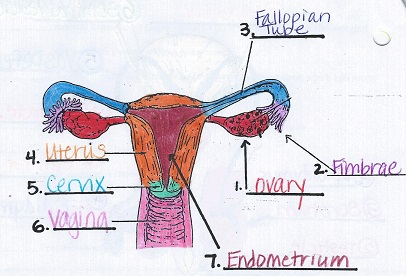 3. Fallopian
Tube
4. Uterus
5. Cervix
6. Vagina
1. Ovary
2. Fimbrae
7. Endometrium